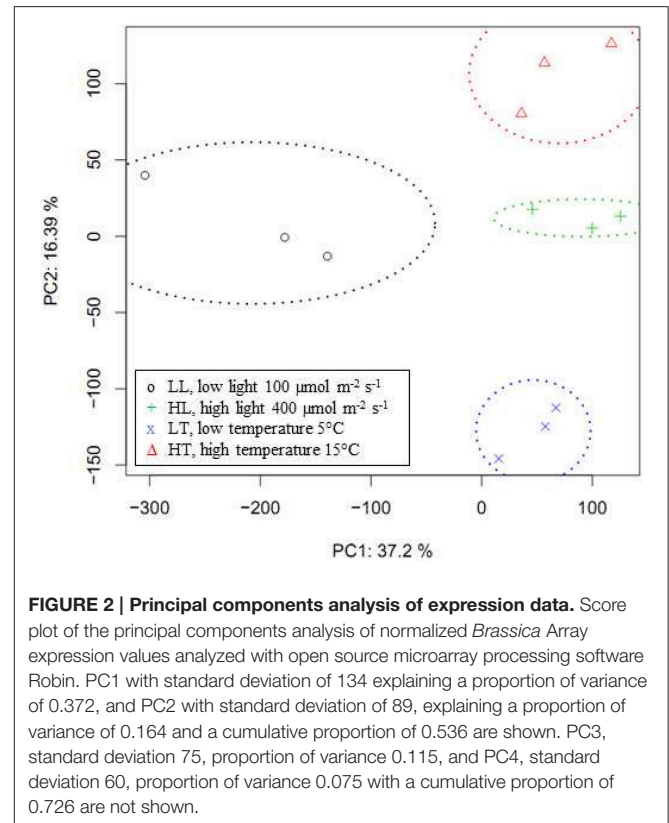 100
50
0
−50
−100
−150
PC2: 16.39 %
o LL, low light 100 μmol m⁻² s⁻¹
+ HL, high light 400 μmol m⁻² s⁻¹
× LT, low temperature 5°C
△ HT, high temperature 15°C
−300 −200 −100 0 100
PC1: 37.2 %
FIGURE 2 | Principal components analysis of expression data. Score
plot of the principal components analysis of normalized Brassica Array
expression values analyzed with open source microarray processing software
Robin. PC1 with standard deviation of 134 explaining a proportion of variance
of 0.372, and PC2 with standard deviation of 89, explaining a proportion of
variance of 0.164 and a cumulative proportion of 0.536 are shown. PC3,
standard deviation 75, proportion of variance 0.115, and PC4, standard
deviation 60, proportion of variance 0.075 with a cumulative proportion of
0.726 are not shown.